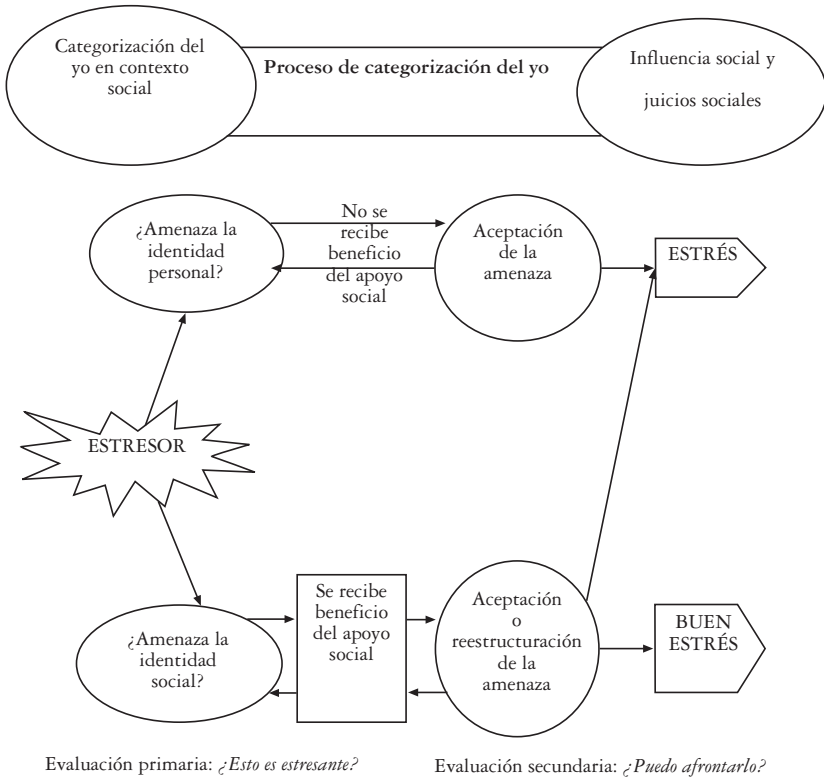 Categorización del
yo en contexto
social
Proceso de categorización del yo
Influencia social y
juicios sociales
¿Amenaza la
identidad
personal?
No se
recibe
beneficio
del apoyo
social
Aceptación
de la
amenaza
ESTRÉS
ESTRESOR
¿Amenaza la
identidad
social?
Se recibe
beneficio
del apoyo
social
Aceptación
o
reestructuración
de la
amenaza
BUEN
ESTRÉS
Evaluación primaria: ¿Esto es estresante?
Evaluación secundaria: ¿Puedo afrontarlo?